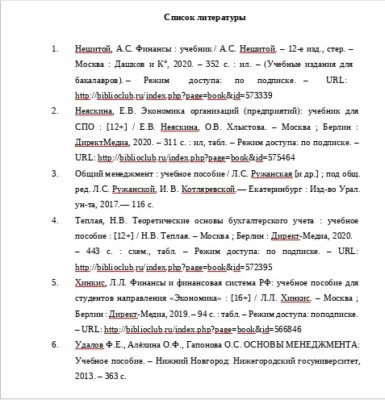 Список литературы
1. Нешитой, А.С. Финансы : учебник / А.С. Нешитой. – 12-е изд., стер. –
Москва : Дашков и К°, 2020. – 352 с. : ил. – (Учебные издания для
бакалавров). – Режим доступа: по подписке. – URL:
http://biblioclub.ru/index.php?page=book&id=573339
2. Неяскина, Е.В. Экономика организаций (предприятий): учебник для
СПО : [12+] / Е.В. Неяскина, О.В. Хлыстова. – Москва ; Берлин :
ДиректМедиа, 2020. – 311 с. : ил, табл. – Режим доступа: по подписке. –
URL: http://biblioclub.ru/index.php?page=book&id=575464
3. Общий менеджмент : учебное пособие / Л.С. Ружанская [и др.] ; под общ.
ред. Л.С. Ружанской, И. В. Котляревской.— Екатеринбург : Изд-во Урал.
ун-та, 2017.— 116 с.
4. Теплая, Н.В. Теоретические основы бухгалтерского учета : учебное
пособие : [12+] / Н.В. Теплая. – Москва ; Берлин : Директ-Медиа, 2020.
– 443 с. : схем., табл. – Режим доступа: по подписке. – URL:
http://biblioclub.ru/index.php?page=book&id=572395
5. Хинкис, Л.Л. Финансы и финансовая система РФ: учебное пособие для
студентов направления «Экономика» : [16+] / Л.Л. Хинкис. – Москва ;
Берлин : Директ-Медиа, 2019. – 94 с. : табл. – Режим доступа: поподписке.
– URL: http://biblioclub.ru/index.php?page=book&id=566846
6. Удалов Ф.Е., Алёхина О.Ф., Гапонова О.С. ОСНОВЫ МЕНЕДЖМЕНТА:
Учебное пособие. – Нижний Новгород: Нижегородский госуниверситет,
2013. – 363 с.